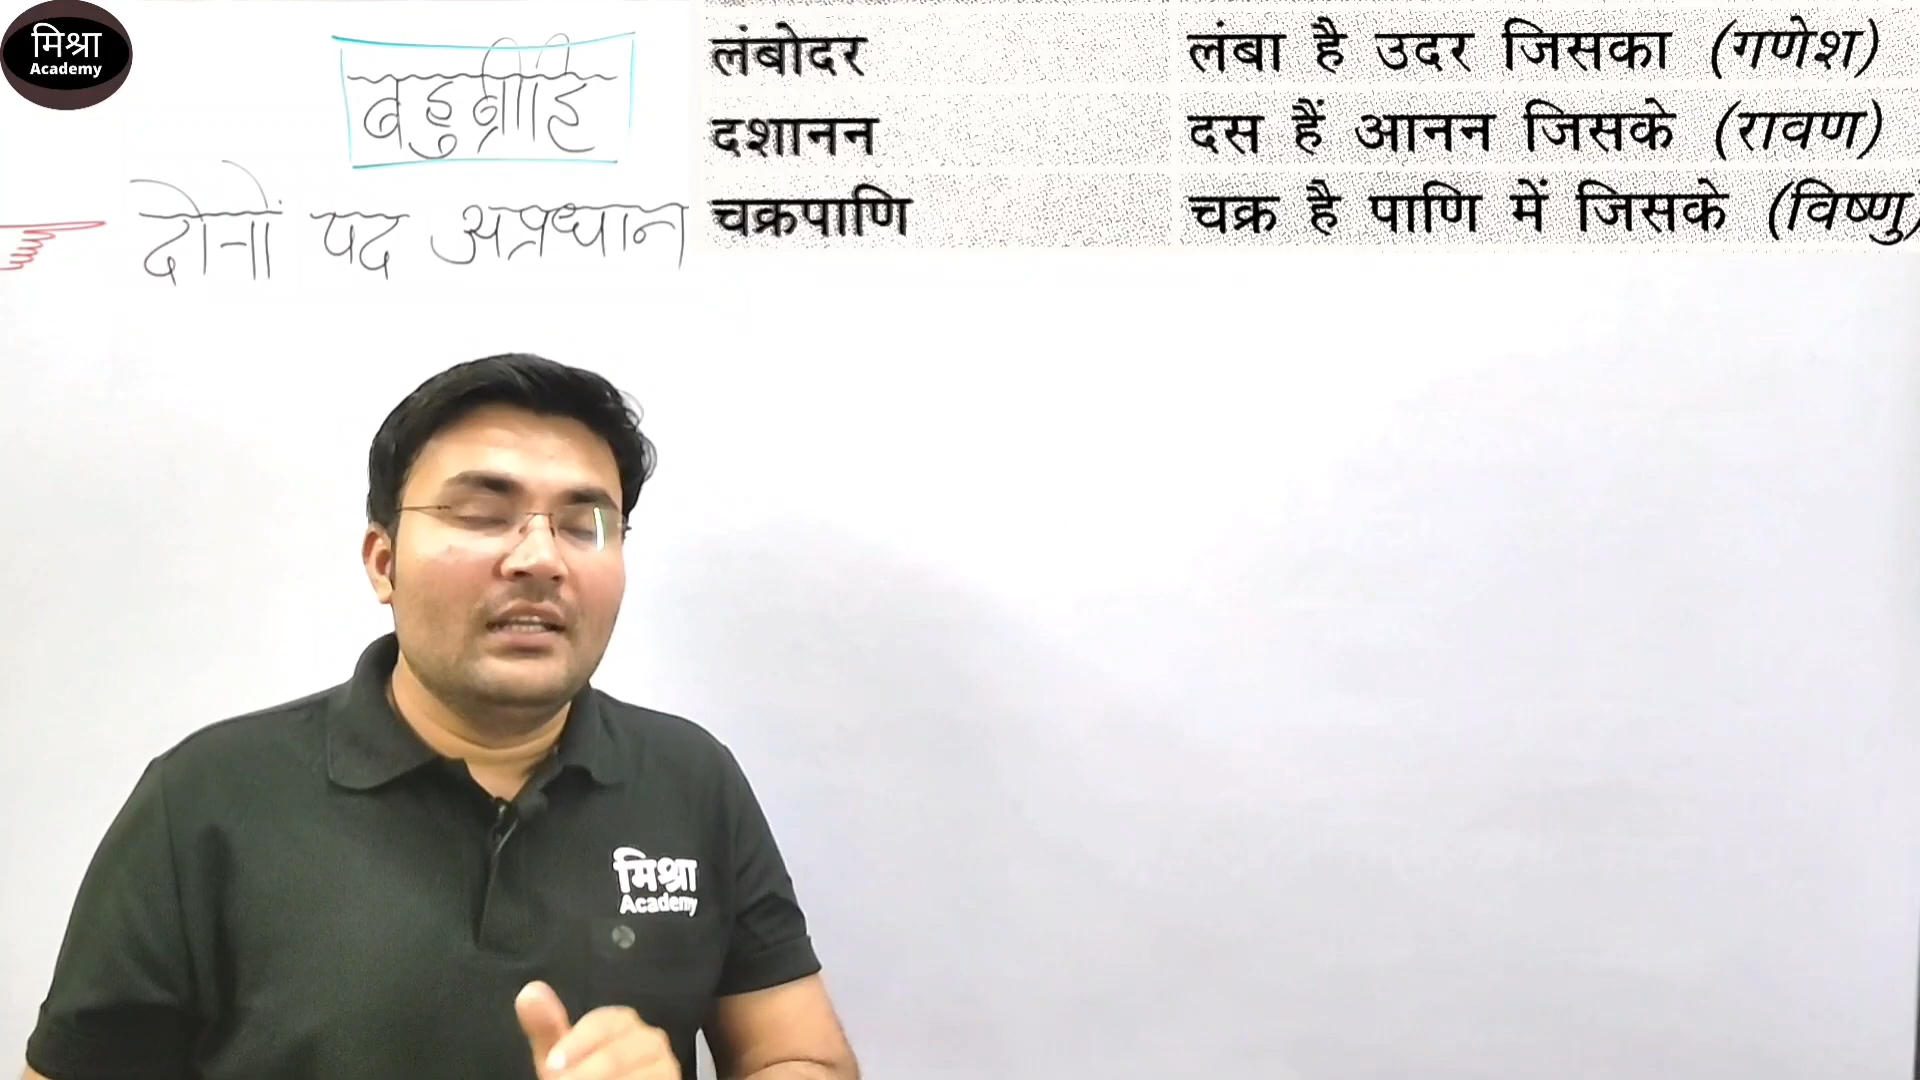 मिश्रा
Academy
बहुब्रीहि
दोनों पद अप्रधान
लंबोदर लंबा है उदर जिसका (गणेश)
दशानन दस हैं आनन जिसके (रावण)
चक्रपाणि चक्र है पाणि में जिसके (विष्णु)
मिश्रा
Academy